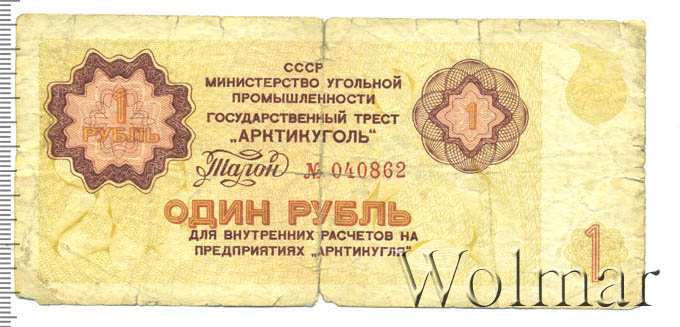 СССР
МИНИСТЕРСТВО УГОЛЬНОЙ
ПРОМЫШЛЕННОСТИ
ГОСУДАРСТВЕННЫЙ ТРЕСТ
„АРКТИКУГОЛЬ"
1
РУБЛЬ
1
Талон № 040862
ОДИН РУБЛЬ
ДЛЯ ВНУТРЕННИХ РАСЧЕТОВ НА
ПРЕДПРИЯТИЯХ „АРКТИКУГЛЯ"
1
Wolmar